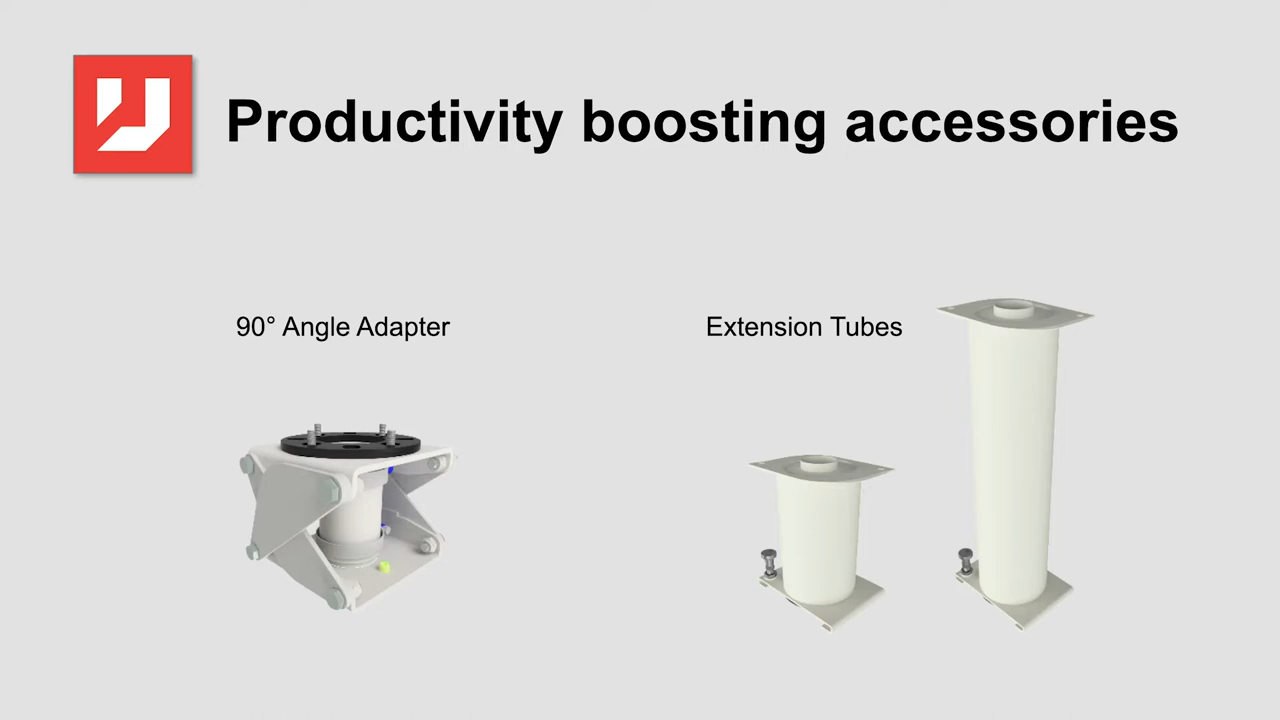 Productivity boosting accessories
90° Angle Adapter
Extension Tubes